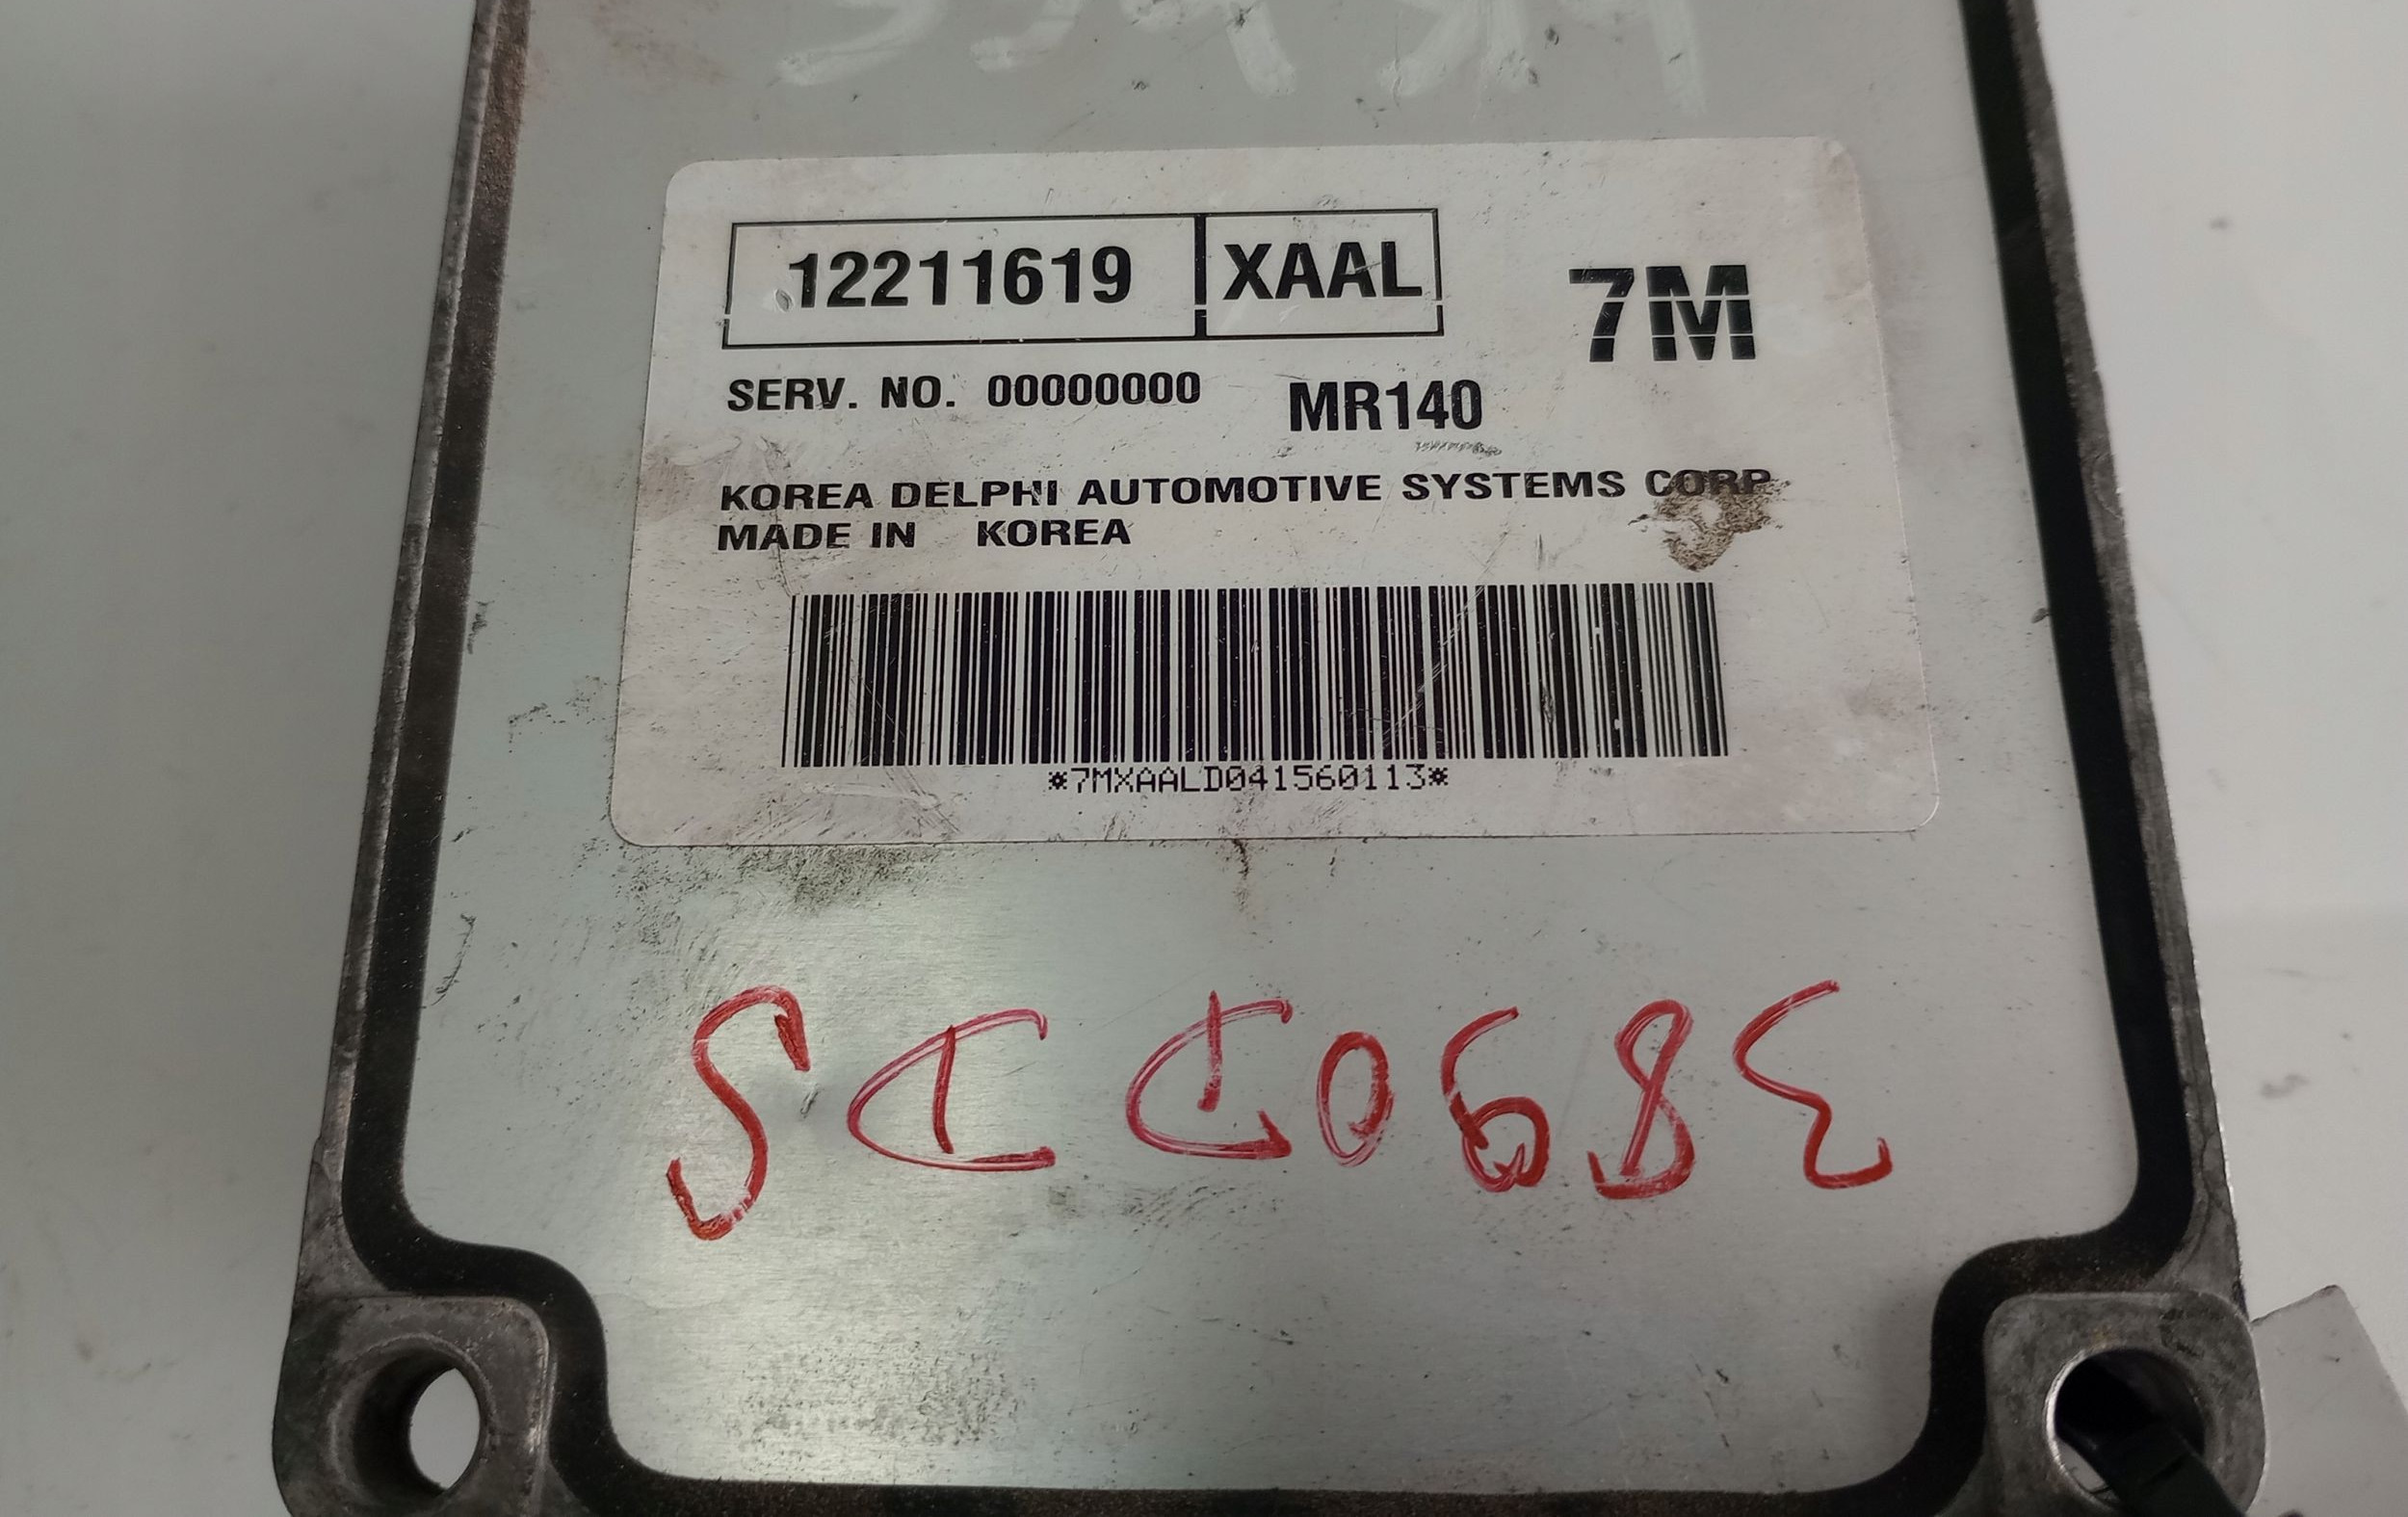 12211619 XAAL 7M
SERV. NO. 00000000 MR140
KOREA DELPHI AUTOMOTIVE SYSTEMS CORP
MADE IN KOREA
*7MXAALD041560113*